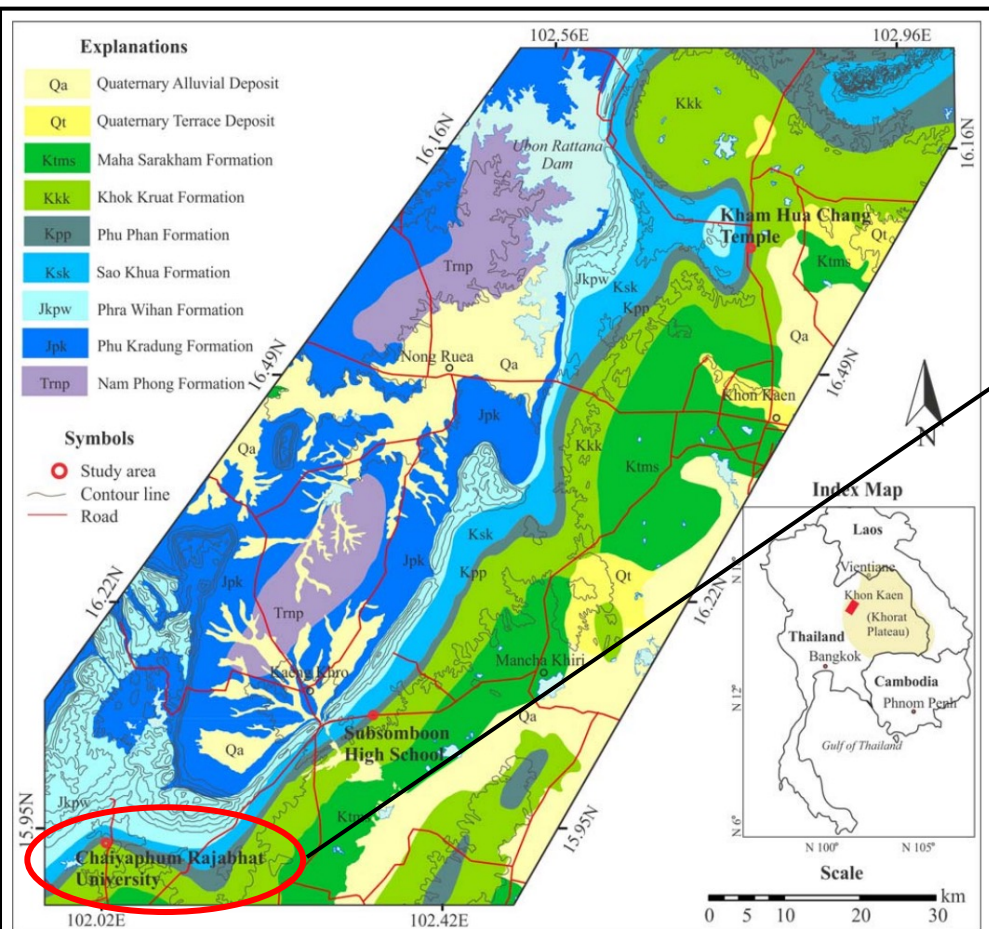 Explanations
Qa Quaternary Alluvial Deposit
Qt Quaternary Terrace Deposit
Ktms Maha Sarakham Formation
Kkk Khok Kruat Formation
Kpp Phu Phan Formation
Ksk Sao Khua Formation
Jkpw Phra Wihan Formation
Jpk Phu Kradung Formation
Trnp Nam Phong Formation
Symbols
Study area
Contour line
Road
102.56E
102.96E
16.16N
16.16N
Kkk
Ubon Rattana
Dam
Kham Hua Chang
Temple
Qt
Ktms
Trnp
Jkpw
Ksk
Kpp
Qa
16.49N
Nong Ruea
Qa
16.49N
Khon Kaen
Jpk
Kkk
Ktms
Qa
N
Ksk
Jpk
Kpp
Jpk
Qt
16.22N
16.22N
Trnp
Kaeng Khro
Mancha Khiri
Qa
Qa
Subsomboon
High School
Jkpw
15.95N
Ktms
15.95N
Chaiyaphum Rajabhat
University
102.02E
102.42E
Index Map
Laos
Vientiane
Khon Kaen
(Khorat
Plateau)
Thailand
Bangkok
Cambodia
Phnom Penh
Gulf of Thailand
N 12°
N 6°
N 100°
N 105°
Scale
km
0 5 10 20 30